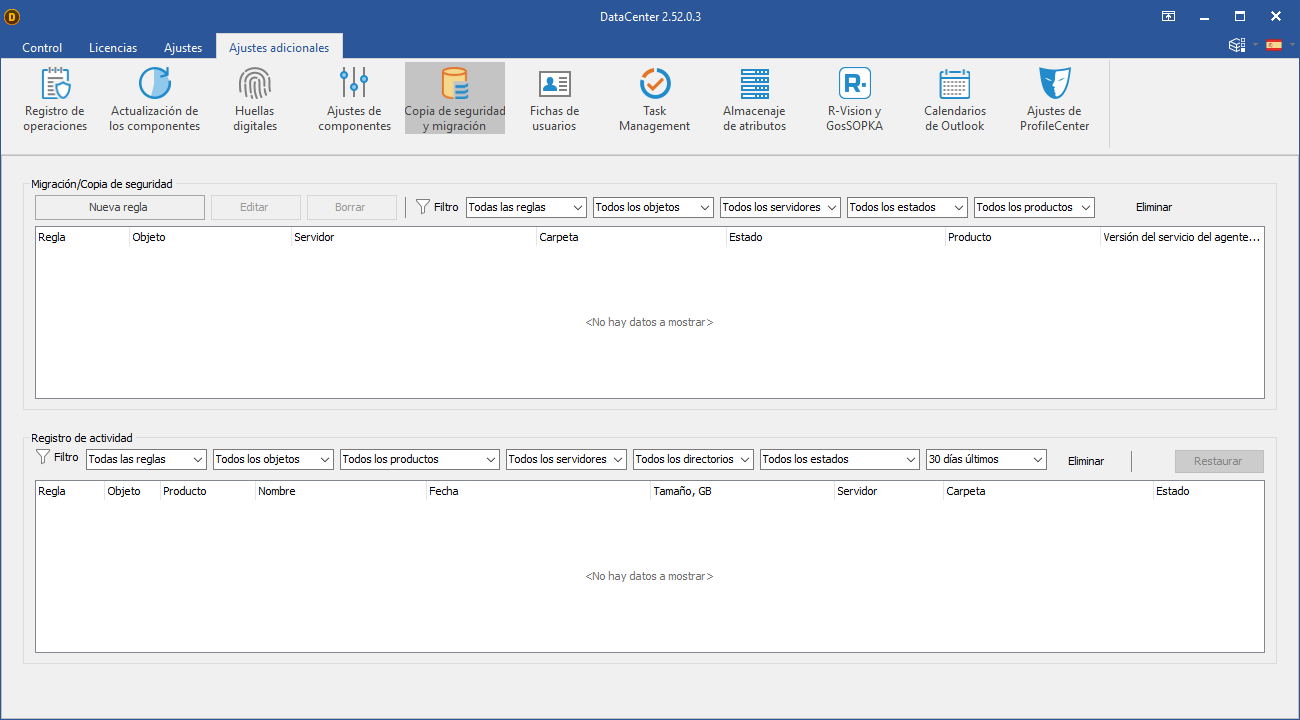 D
DataCenter 2.52.0.3
Control
Licencias
Ajustes
Ajustes adicionales
Registro de
operaciones
Actualización de
los componentes
Huellas
digitales
Ajustes de
componentes
Copia de seguridad
y migración
Fichas de
usuarios
Task
Management
Almacenaje
de atributos
R·
R-Vision y
GosSOPKA
Calendarios
de Outlook
Ajustes de
ProfileCenter
Migración/Copia de seguridad
Nueva regla
Editar
Borrar
Filtro
Todas las reglas
Todos los objetos
Todos los servidores
Todos los estados
Todos los productos
Eliminar
Regla
Objeto
Servidor
Carpeta
Estado
Producto
Versión del servicio del agente...
<No hay datos a mostrar>
Registro de actividad
Filtro
Todas las reglas
Todos los objetos
Todos los productos
Todos los servidores
Todos los directorios
Todos los estados
30 días últimos
Eliminar
Restaurar
Regla
Objeto
Producto
Nombre
Fecha
Tamaño, GB
Servidor
Carpeta
Estado
<No hay datos a mostrar>